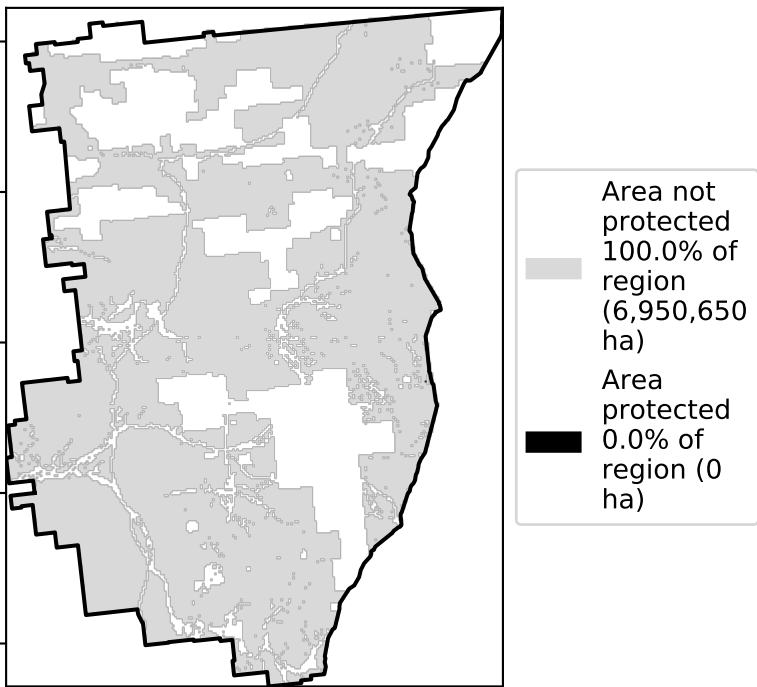 Area not
protected
100.0% of
region
(6,950,650
ha)
Area
protected
0.0% of
region (0
ha)